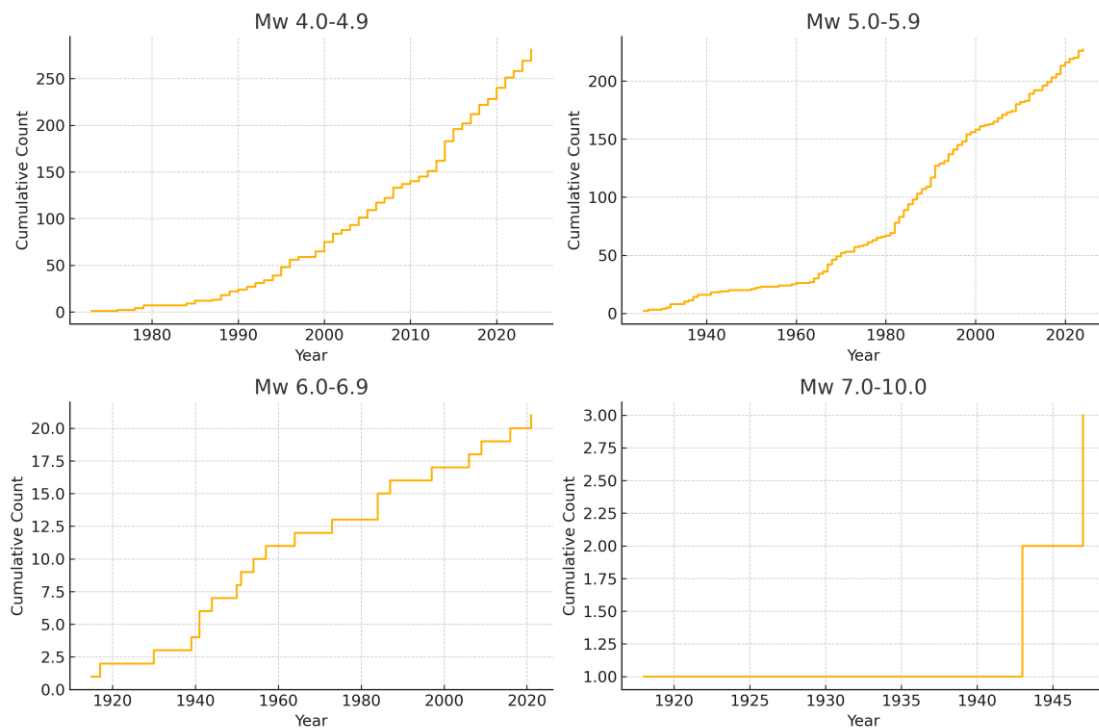 Mw 4.0-4.9
Cumulative Count
250
200
150
100
50
0
1980 1990 2000 2010 2020
Year
Mw 5.0-5.9
Cumulative Count
200
150
100
50
0
1940 1960 1980 2000 2020
Year
Mw 6.0-6.9
Cumulative Count
20.0
17.5
15.0
12.5
10.0
7.5
5.0
2.5
0.0
1920 1940 1960 1980 2000 2020
Year
Mw 7.0-10.0
Cumulative Count
3.00
2.75
2.50
2.25
2.00
1.75
1.50
1.25
1.00
1920 1925 1930 1935 1940 1945
Year